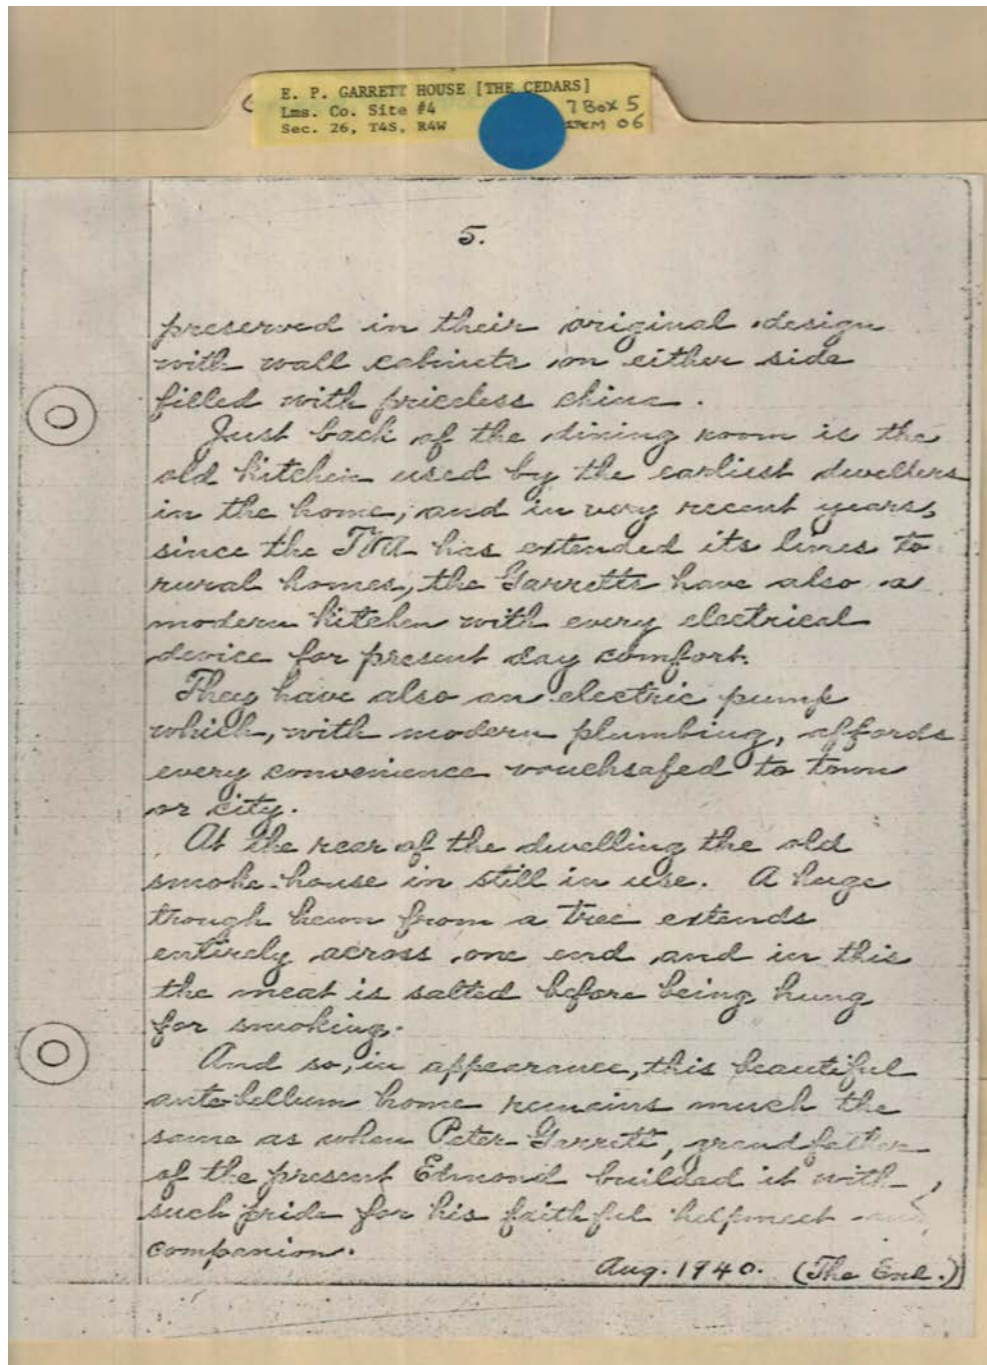 E. P. GARRETT HOUSE [THE CEDARS]
Lms. Co. Site #4 7 Box 5
Sec. 26, T4S, R4W ITEM 06
5.
preserved in their original design
with wall cabinets on either side
filled with priceless china.
Just back of the dining room is the
old kitchen used by the earliest dwellers
in the home, and in very recent years,
since the TVA has extended its lines to
rural homes, the Garretts have also a
modern kitchen with every electrical
device for present day comfort.
They have also an electric pump
which, with modern plumbing, affords
every convenience vouchsafed to town
or city.
At the rear of the dwelling the old
smoke-house in still in use. A huge
trough hewn from a tree extends
entirely across one end and in this
the meat is salted before being hung
for smoking.
And so, in appearance, this beautiful
antebellum home remains much the
same as when Peter Garrett, grandfather
of the present Edmond builded it with
such pride for his faithful helpmeet and
companion.
Aug. 1940. (The End.)